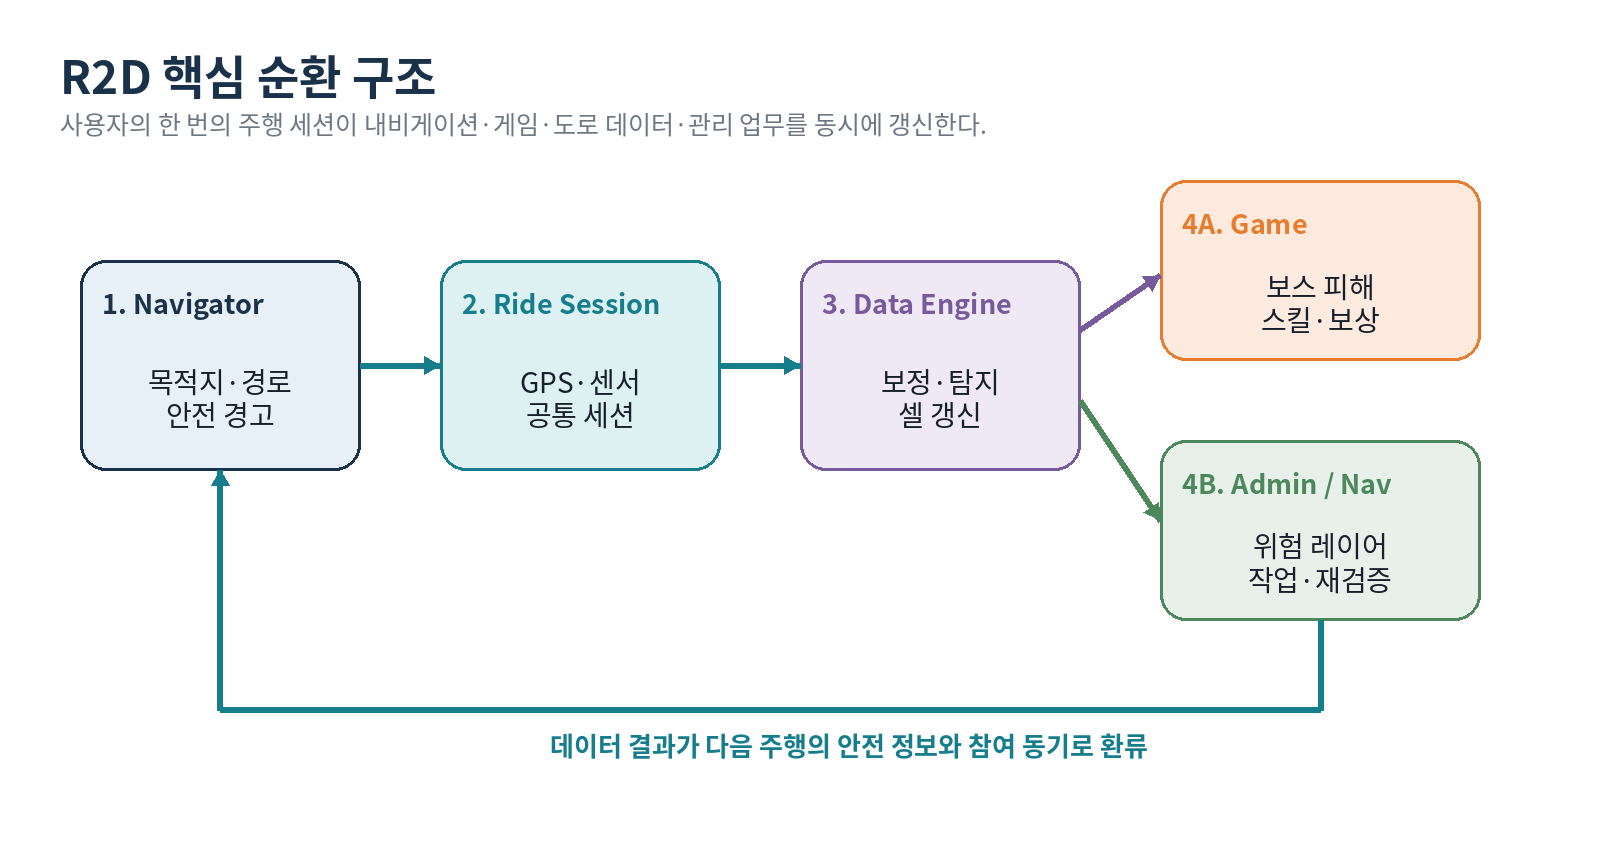 R2D 핵심 순환 구조
사용자의 한 번의 주행 세션이 내비게이션·게임·도로 데이터·관리 업무를 동시에 갱신한다.
1. Navigator
목적지·경로
안전 경고
2. Ride Session
GPS·센서
공통 세션
3. Data Engine
보정·탐지
셀 갱신
4A. Game
보스 피해
스킬·보상
4B. Admin / Nav
위험 레이어
작업·재검증
데이터 결과가 다음 주행의 안전 정보와 참여 동기로 환류